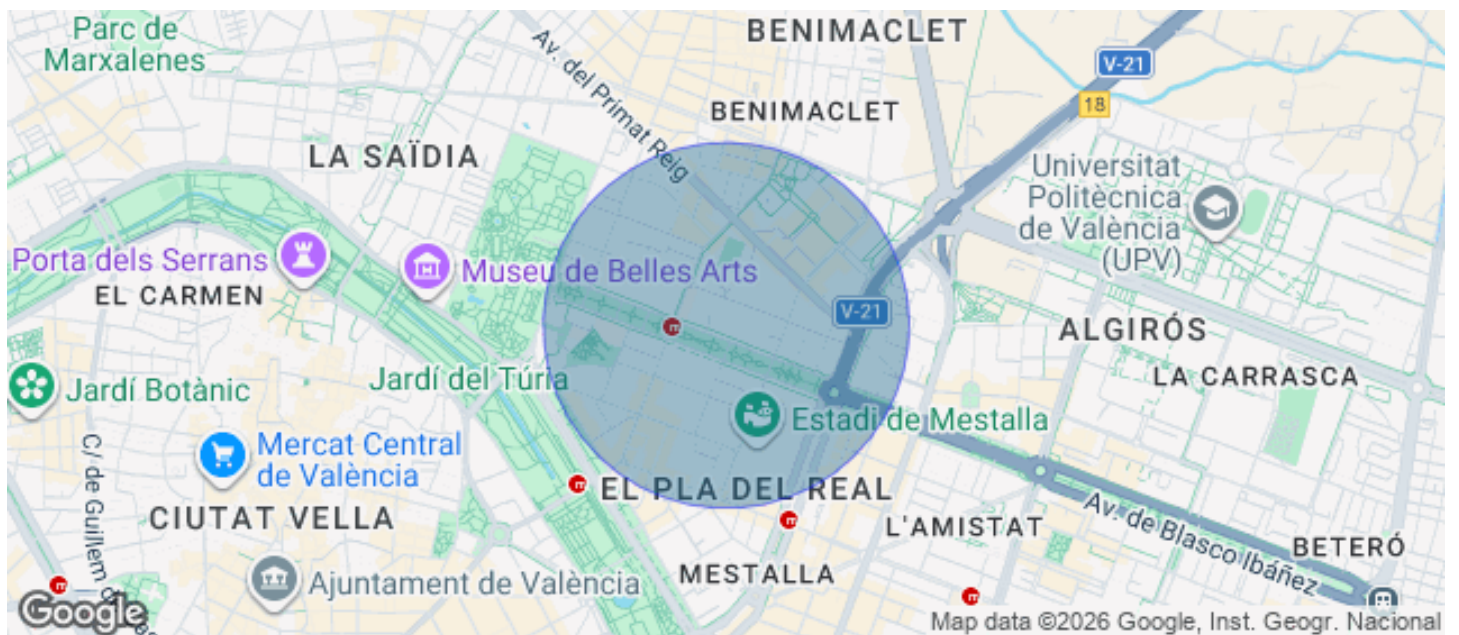 Parc de
Marxalenes
BENIMACLET
V-21
18
Av. del Primat Reig
BENIMACLET
LA SAÏDIA
Universitat
Politècnica
de València
(UPV)
Porta dels Serrans
EL CARMEN
Museu de Belles Arts
V-21
ALGIRÓS
Jardí del Túria
LA CARRASCA
Jardí Botànic
Estadi de Mestalla
Mercat Central
de València
C/ de Guillem
EL PLA DEL REAL
CIUTAT VELLA
L'AMISTAT
Av. de Blasco Ibáñez
BETERÓ
MESTALLA
Ajuntament de València
Google
Map data ©2026 Google, Inst. Geogr. Nacional